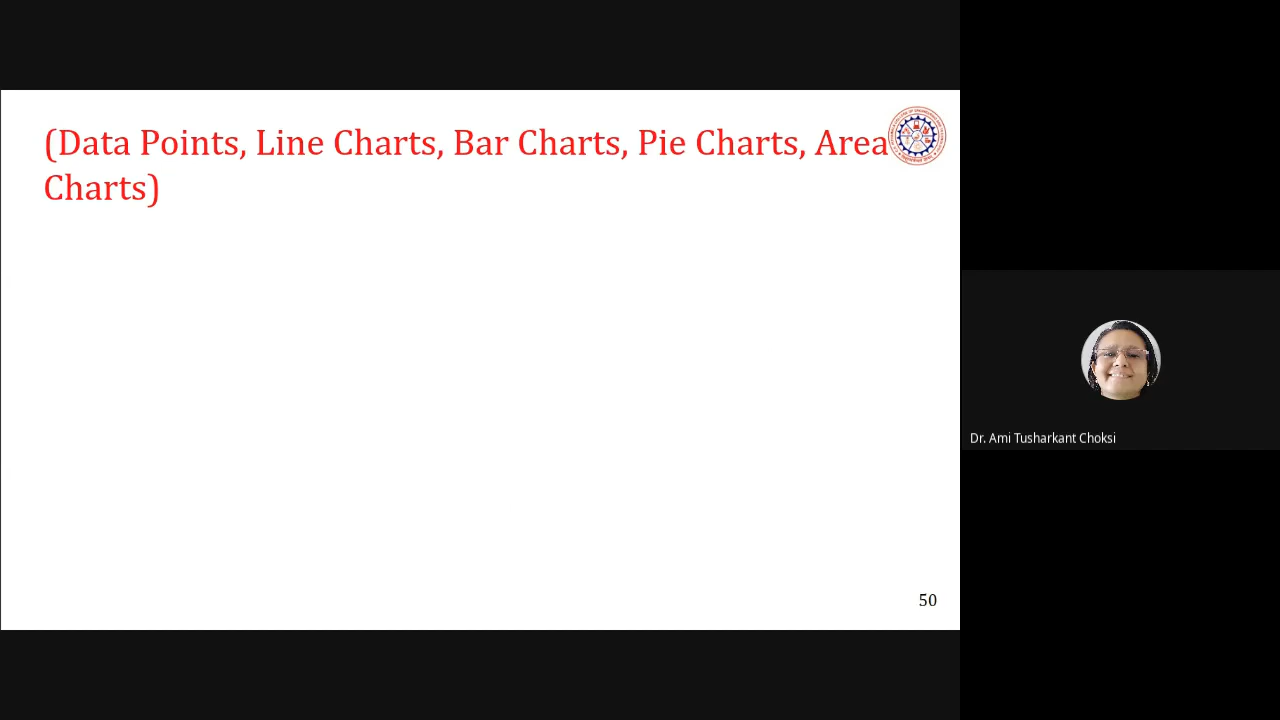 (Data Points, Line Charts, Bar Charts, Pie Charts, Area
Charts)
50
Dr. Ami Tusharkant Choksi